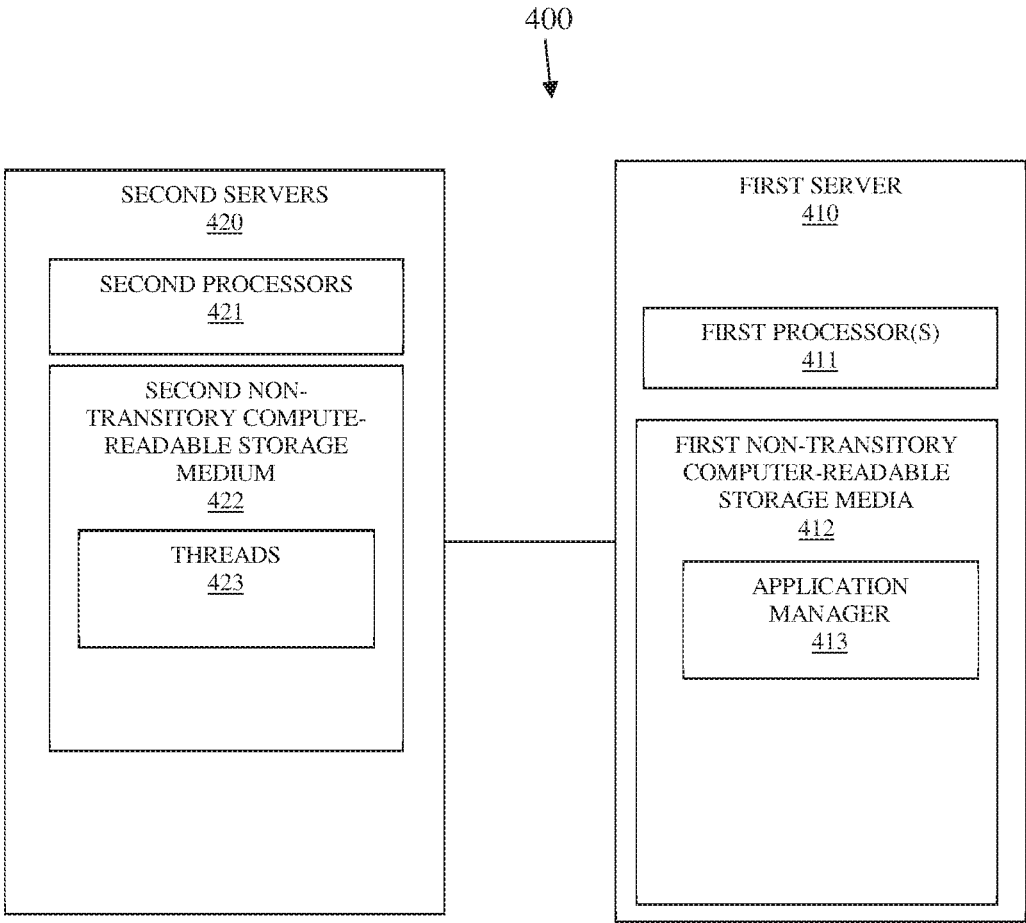 400
SECOND SERVERS
420
SECOND PROCESSORS
421
SECOND NON-
TRANSITORY COMPUTE-
READABLE STORAGE
MEDIUM
422
THREADS
423
FIRST SERVER
410
FIRST PROCESSOR(S)
411
FIRST NON-TRANSITORY
COMPUTER-READABLE
STORAGE MEDIA
412
APPLICATION
MANAGER
413